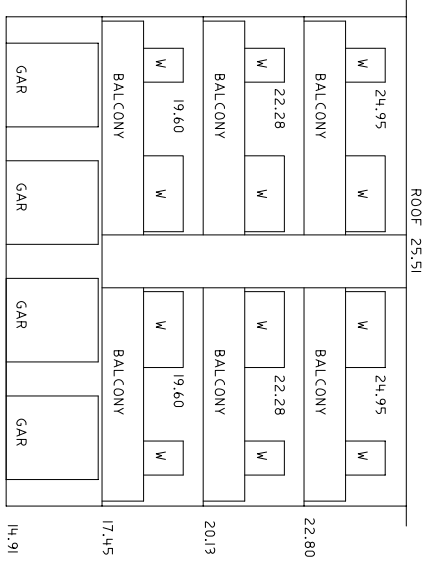 ROOF 25.51
24.95 24.95
W W W W
BALCONY BALCONY
22.80
22.28 22.28
W W W W
BALCONY BALCONY
20.13
19.60 19.60
W W W W
BALCONY BALCONY
17.45
GAR GAR GAR GAR
14.91